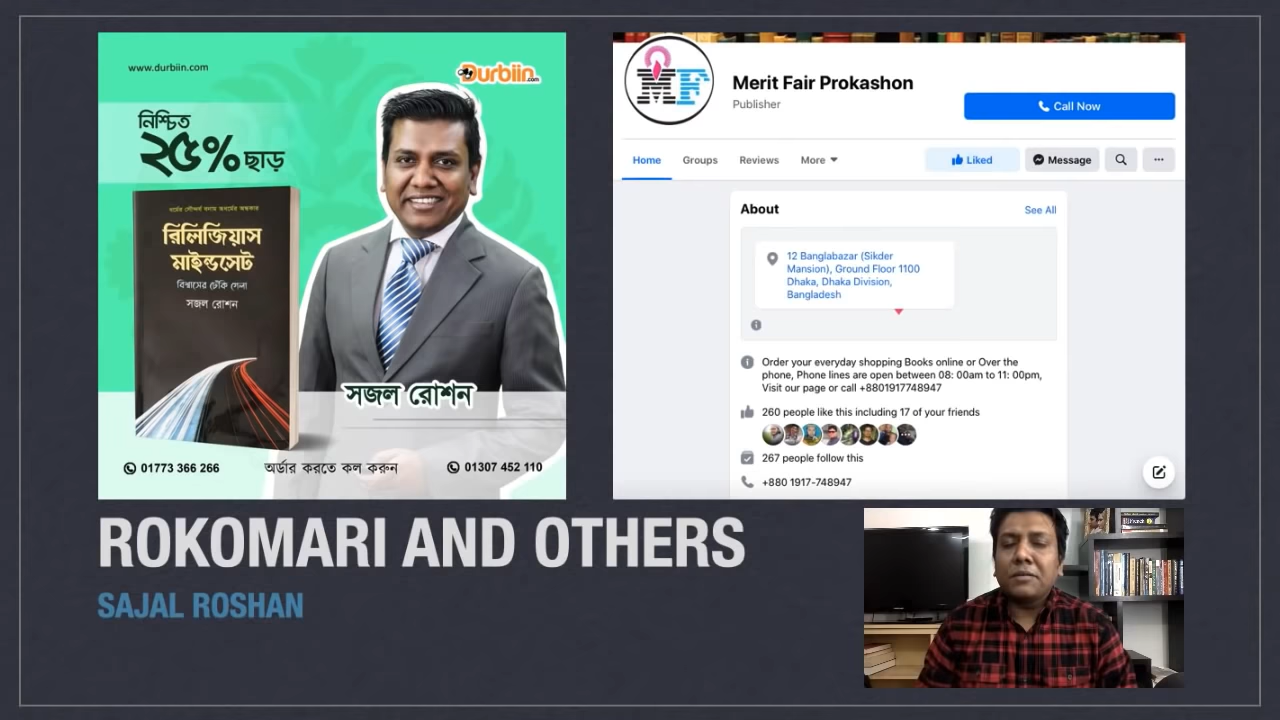 www.durbiin.com
Durbiin.com
নিশ্চিত
২৫% ছাড়
রিলিজিয়াস
মাইন্ডসেট
বিশ্বাসের ঢেঁকি গেলা
সজল রোশন
সজল রোশন
01773 366 266
অর্ডার করতে কল করুন
01307 452 110
MF
Merit Fair Prokashon
Publisher
Call Now
Home Groups Reviews More
Liked Message
About
See All
12 Banglabazar (Sikder
Mansion), Ground Floor 1100
Dhaka, Dhaka Division,
Bangladesh
Order your everyday shopping Books online or Over the
phone, Phone lines are open between 08: 00am to 11: 00pm,
Visit our page or call +8801917748947
260 people like this including 17 of your friends
267 people follow this
+880 1917-748947
ROKOMARI AND OTHERS
SAJAL ROSHAN